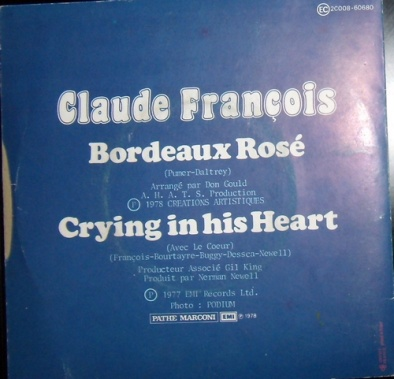 EC 2C008-60680
Claude François
Bordeaux Rosé
(Pumer-Daltrey)
Arrangé par Don Gould
A. H. A. T. S. Production
℗ 1978 CREATIONS ARTISTIQUES
Crying in his Heart
(Avec Le Coeur)
(François-Bourtayre-Buggy-Dessca-Newell)
Producteur Associé Gil King
Produit par Norman Newell
℗ 1977 EMI Records Ltd.
Photo : PODIUM
PATHE MARCONI EMI ℗ 1978